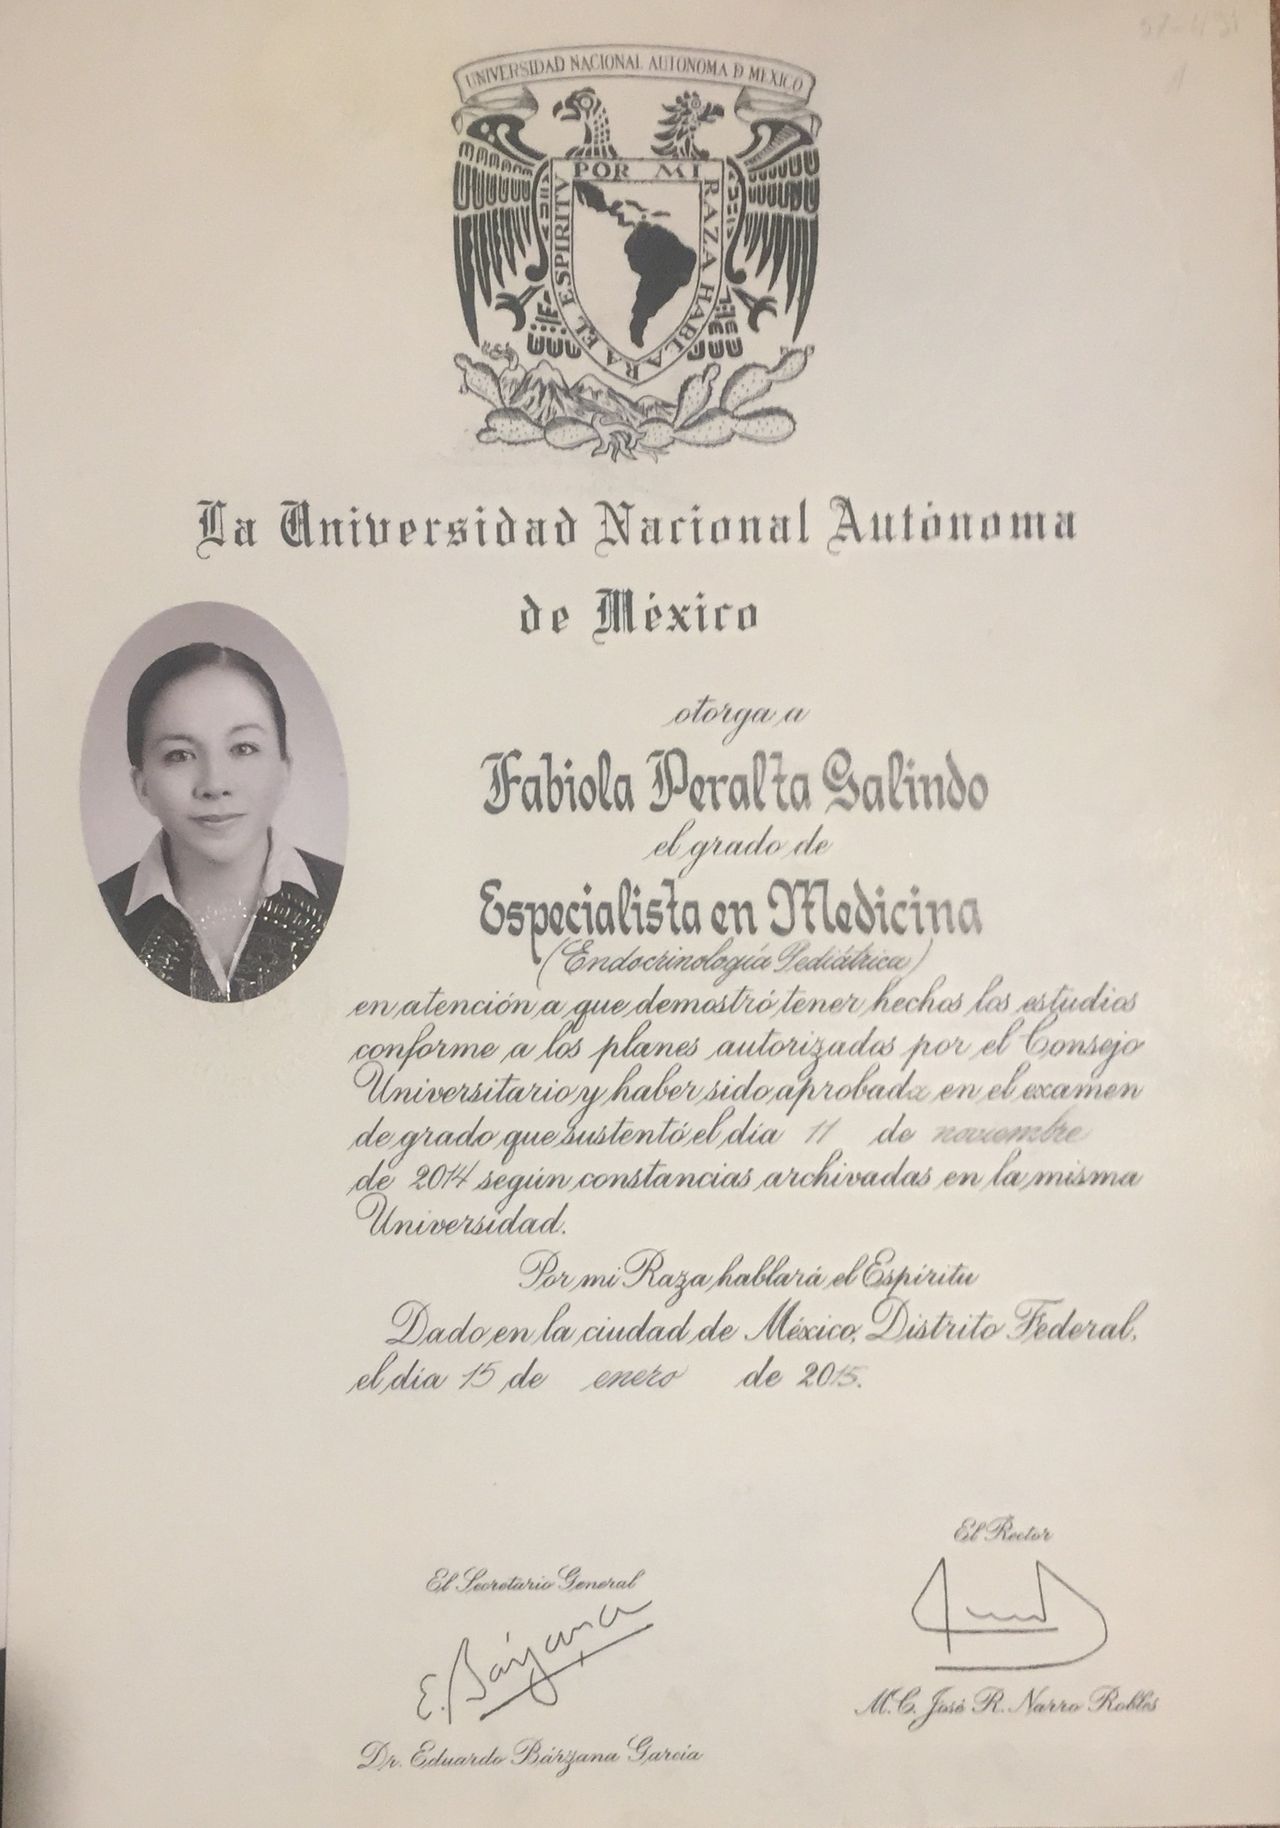 UNIVERSIDAD NACIONAL AUTONOMA D MEXICO
POR MI RAZA HABLARA EL ESPIRITU
La Universidad Nacional Autónoma
de México
otorga a
Fabiola Peralta Galindo
el grado de
Especialista en Medicina
(Endocrinología Pediátrica)
en atención a que demostró tener hechos los estudios
conforme a los planes autorizados por el Consejo
Universitario y haber sido aprobada en el examen
de grado que sustentó el día 11 de noviembre
de 2014 según constancias archivadas en la misma
Universidad.
Por mi Raza hablará el Espíritu
Dado en la ciudad de México, Distrito Federal,
el día 15 de enero de 2015.
El Rector
El Secretario General
E. Bárzana
M.C. José R. Narro Robles
Dr. Eduardo Bárzana García